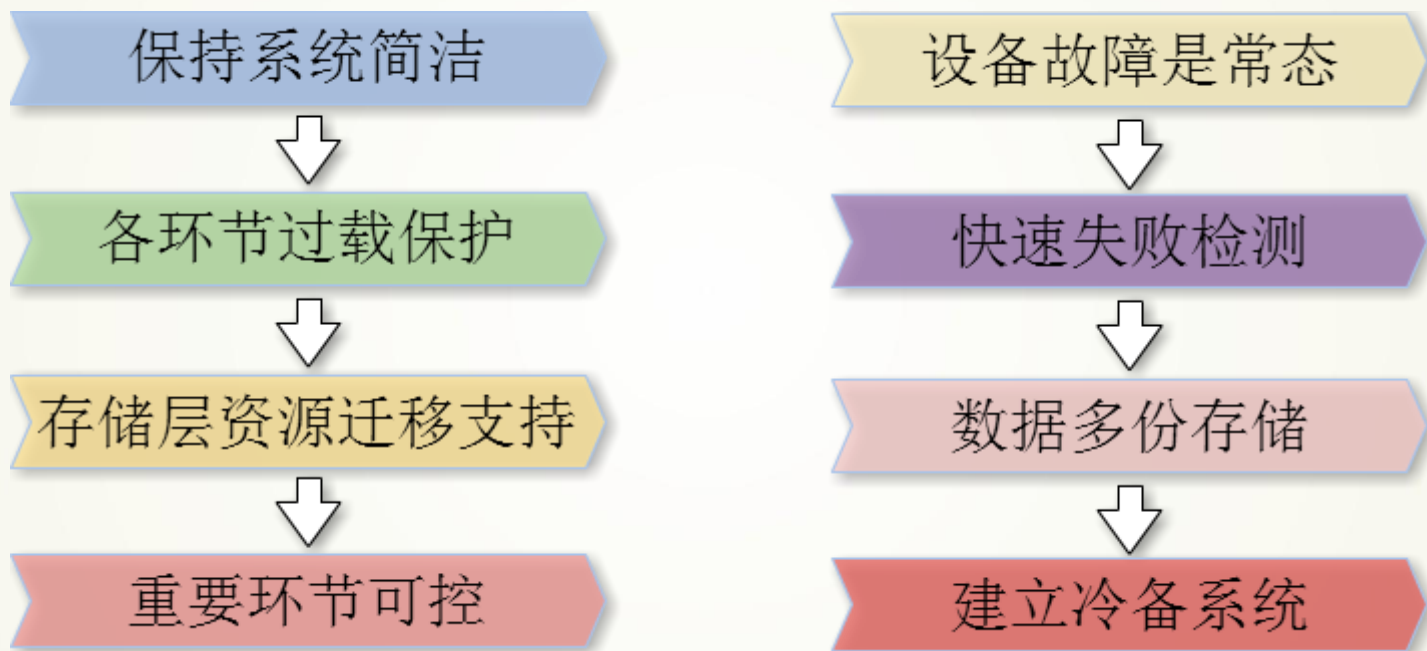 保持系统简洁
各环节过载保护
存储层资源迁移支持
重要环节可控
设备故障是常态
快速失败检测
数据多份存储
建立冷备系统